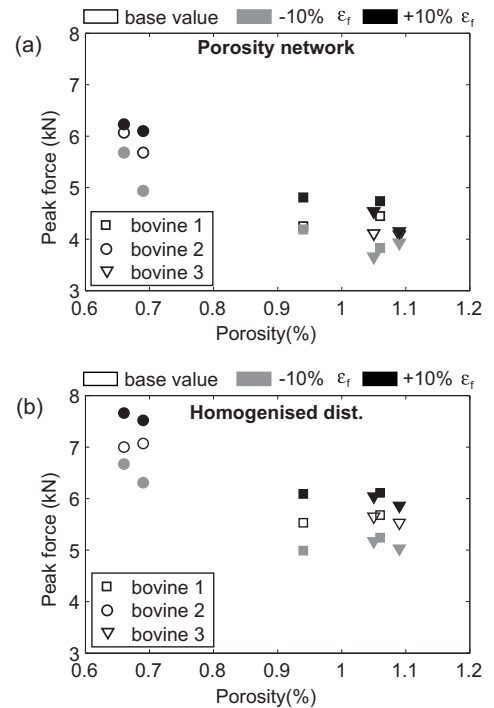 base value -10% εf +10% εf
(a)
Porosity network
Peak force (kN)
8
7
6
5
4
3
bovine 1
bovine 2
bovine 3
0.6 0.7 0.8 0.9 1 1.1 1.2
Porosity(%)
base value -10% εf +10% εf
(b)
Homogenised dist.
Peak force (kN)
8
7
6
5
4
3
bovine 1
bovine 2
bovine 3
0.6 0.7 0.8 0.9 1 1.1 1.2
Porosity(%)